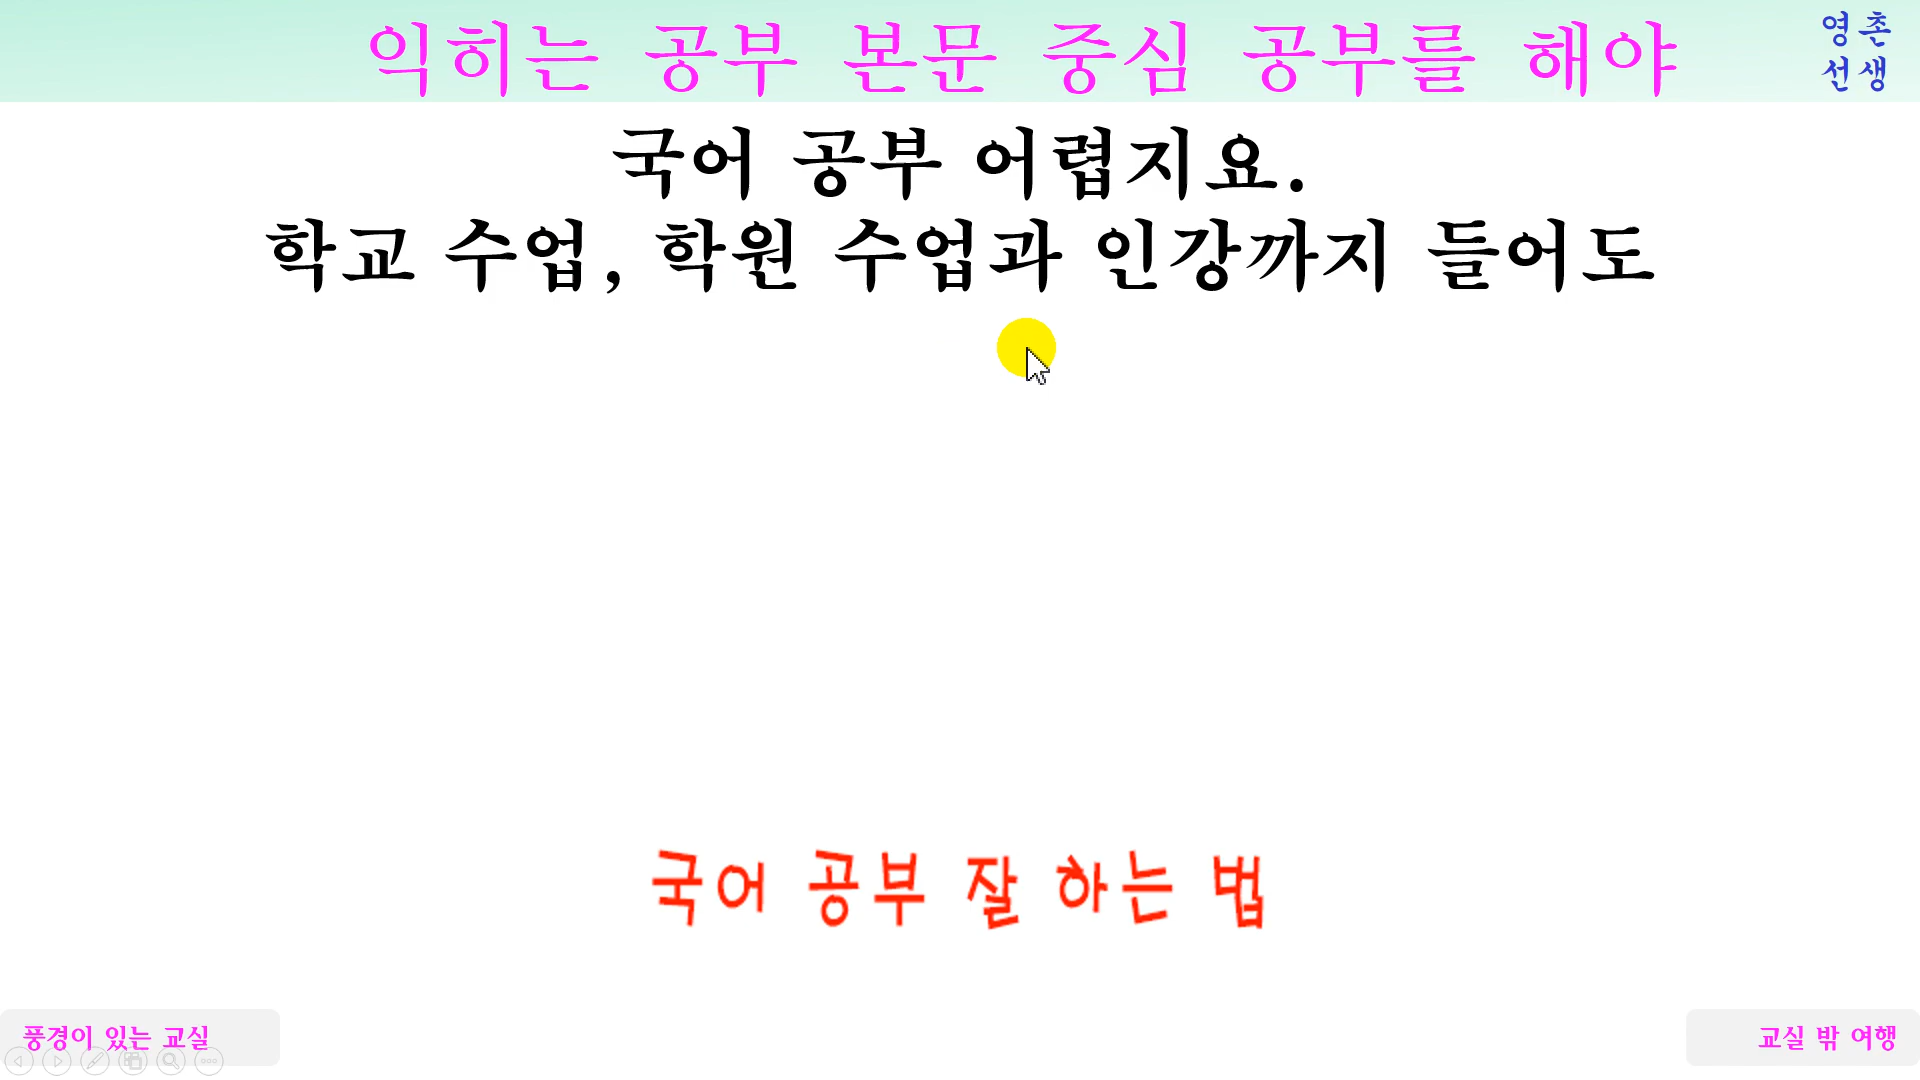 익히는 공부 본문 중심 공부를 해야
영촌
선생
국어 공부 어렵지요.
학교 수업, 학원 수업과 인강까지 들어도
국어 공부 잘 하는 법
풍경이 있는 교실
교실 밖 여행